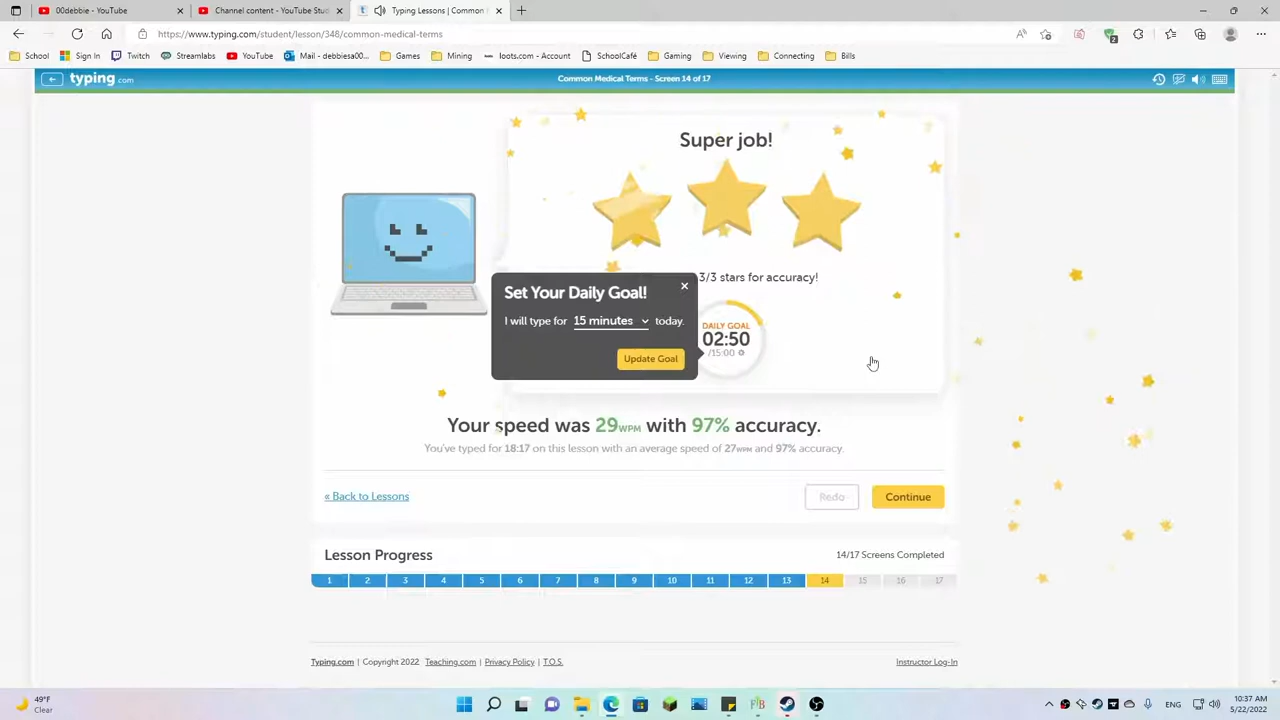 00debbie - YouTube
Channel content - YouTube Stud
Typing Lessons | Common
https://www.typing.com/student/lesson/348/common-medical-terms
School
Sign In
Twitch
Streamlabs
YouTube
Mail - debbiesa00...
Games
Mining
loots.com - Account
SchoolCafé
Gaming
Viewing
Connecting
Bills
typing.com
Common Medical Terms - Screen 14 of 17
Super job!
3/3 stars for accuracy!
Set Your Daily Goal!
I will type for 15 minutes today.
Update Goal
DAILY GOAL
02:50
/15:00
Your speed was 29WPM with 97% accuracy.
You've typed for 18:17 on this lesson with an average speed of 27WPM and 97% accuracy.
« Back to Lessons
Redo
Continue
Lesson Progress
14/17 Screens Completed
1 2 3 4 5 6 7 8 9 10 11 12 13 14 15 16 17
Typing.com | Copyright 2022 Teaching.com | Privacy Policy | T.O.S.
Instructor Log-In
49°F
Clear
ENG
10:37 AM
5/22/2022